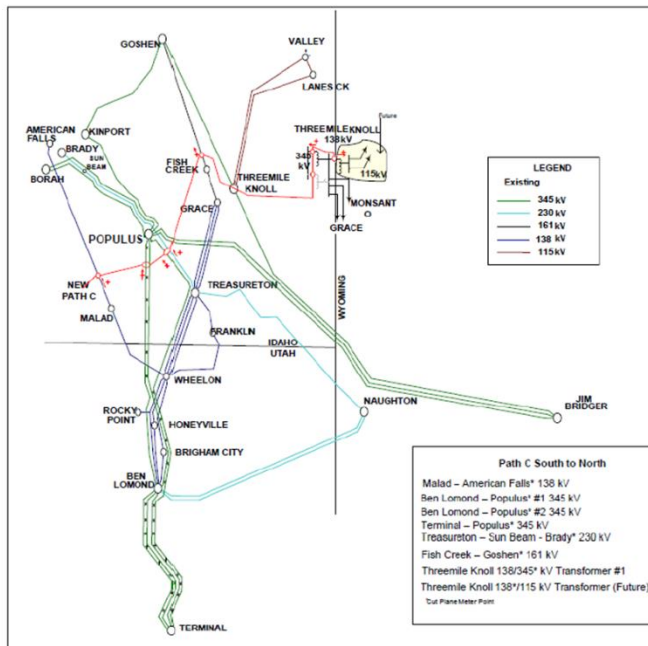 VALLEY
GOSHEN
LANESICK
Future
AMERICAN
FALLS
KINPORT
THREEMILE KNOLL
138 kV
BRADY
SUN
BEAM
BORAH
FISH
CREEK
345
kV
115kV
THREEMILE
KNOLL
LEGEND
Existing
345 kV
230 kV
161 kV
138 kV
115 kV
MONSANT
O
GRACE
GRACE
POPULUS
NEW
PATH C
TREASURETON
WYOMING
MALAD
FRANKLIN
IDAHO
UTAH
WHEELON
JIM
BRIDGER
NAUGHTON
ROCKY
POINT
HONEYVILLE
BRIGHAM CITY
BEN
LOMOND
Path C South to North
Malad – American Falls* 138 kV
Ben Lomond – Populus* #1 345 kV
Ben Lomond – Populus* #2 345 kV
Terminal – Populus* 345 kV
Treasureton – Sun Beam - Brady* 230 kV
Fish Creek – Goshen* 161 kV
Threemile Knoll 138/345* kV Transformer #1
Threemile Knoll 138*/115 kV Transformer (Future)
*Cut Plane Meter Point
TERMINAL